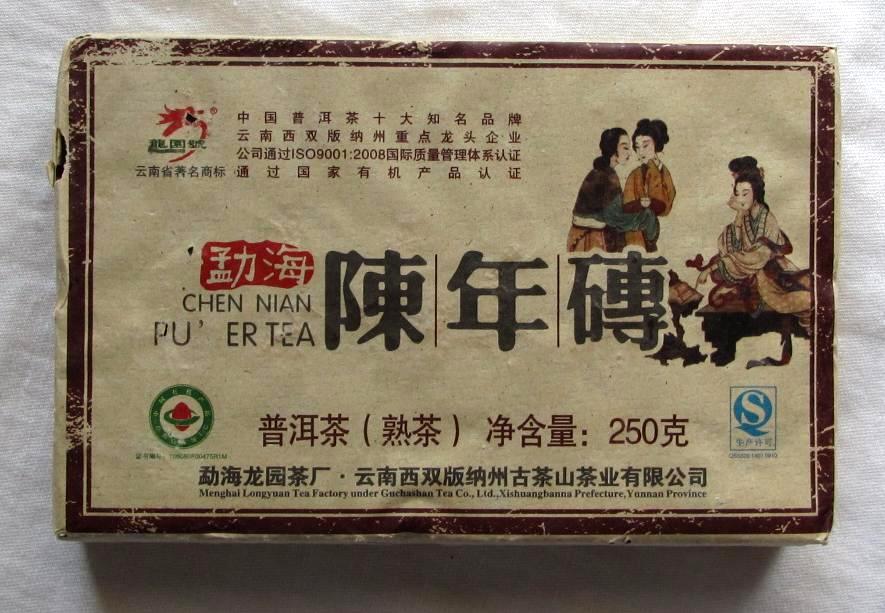 龍園號®
云南省著名商标
中国普洱茶十大知名品牌
云南西双版纳州重点龙头企业
公司通过ISO9001:2008国际质量管理体系认证
通过国家有机产品认证
勐海
CHEN NIAN
PU’ER TEA
陳年磚
普洱茶（熟茶）净含量：250克
生产许可
勐海龙园茶厂·云南西双版纳州古茶山茶业有限公司
Menghai Longyuan Tea Factory under Guchashan Tea Co., Ltd.,Xishuangbanna Prefecture,Yunnan Province